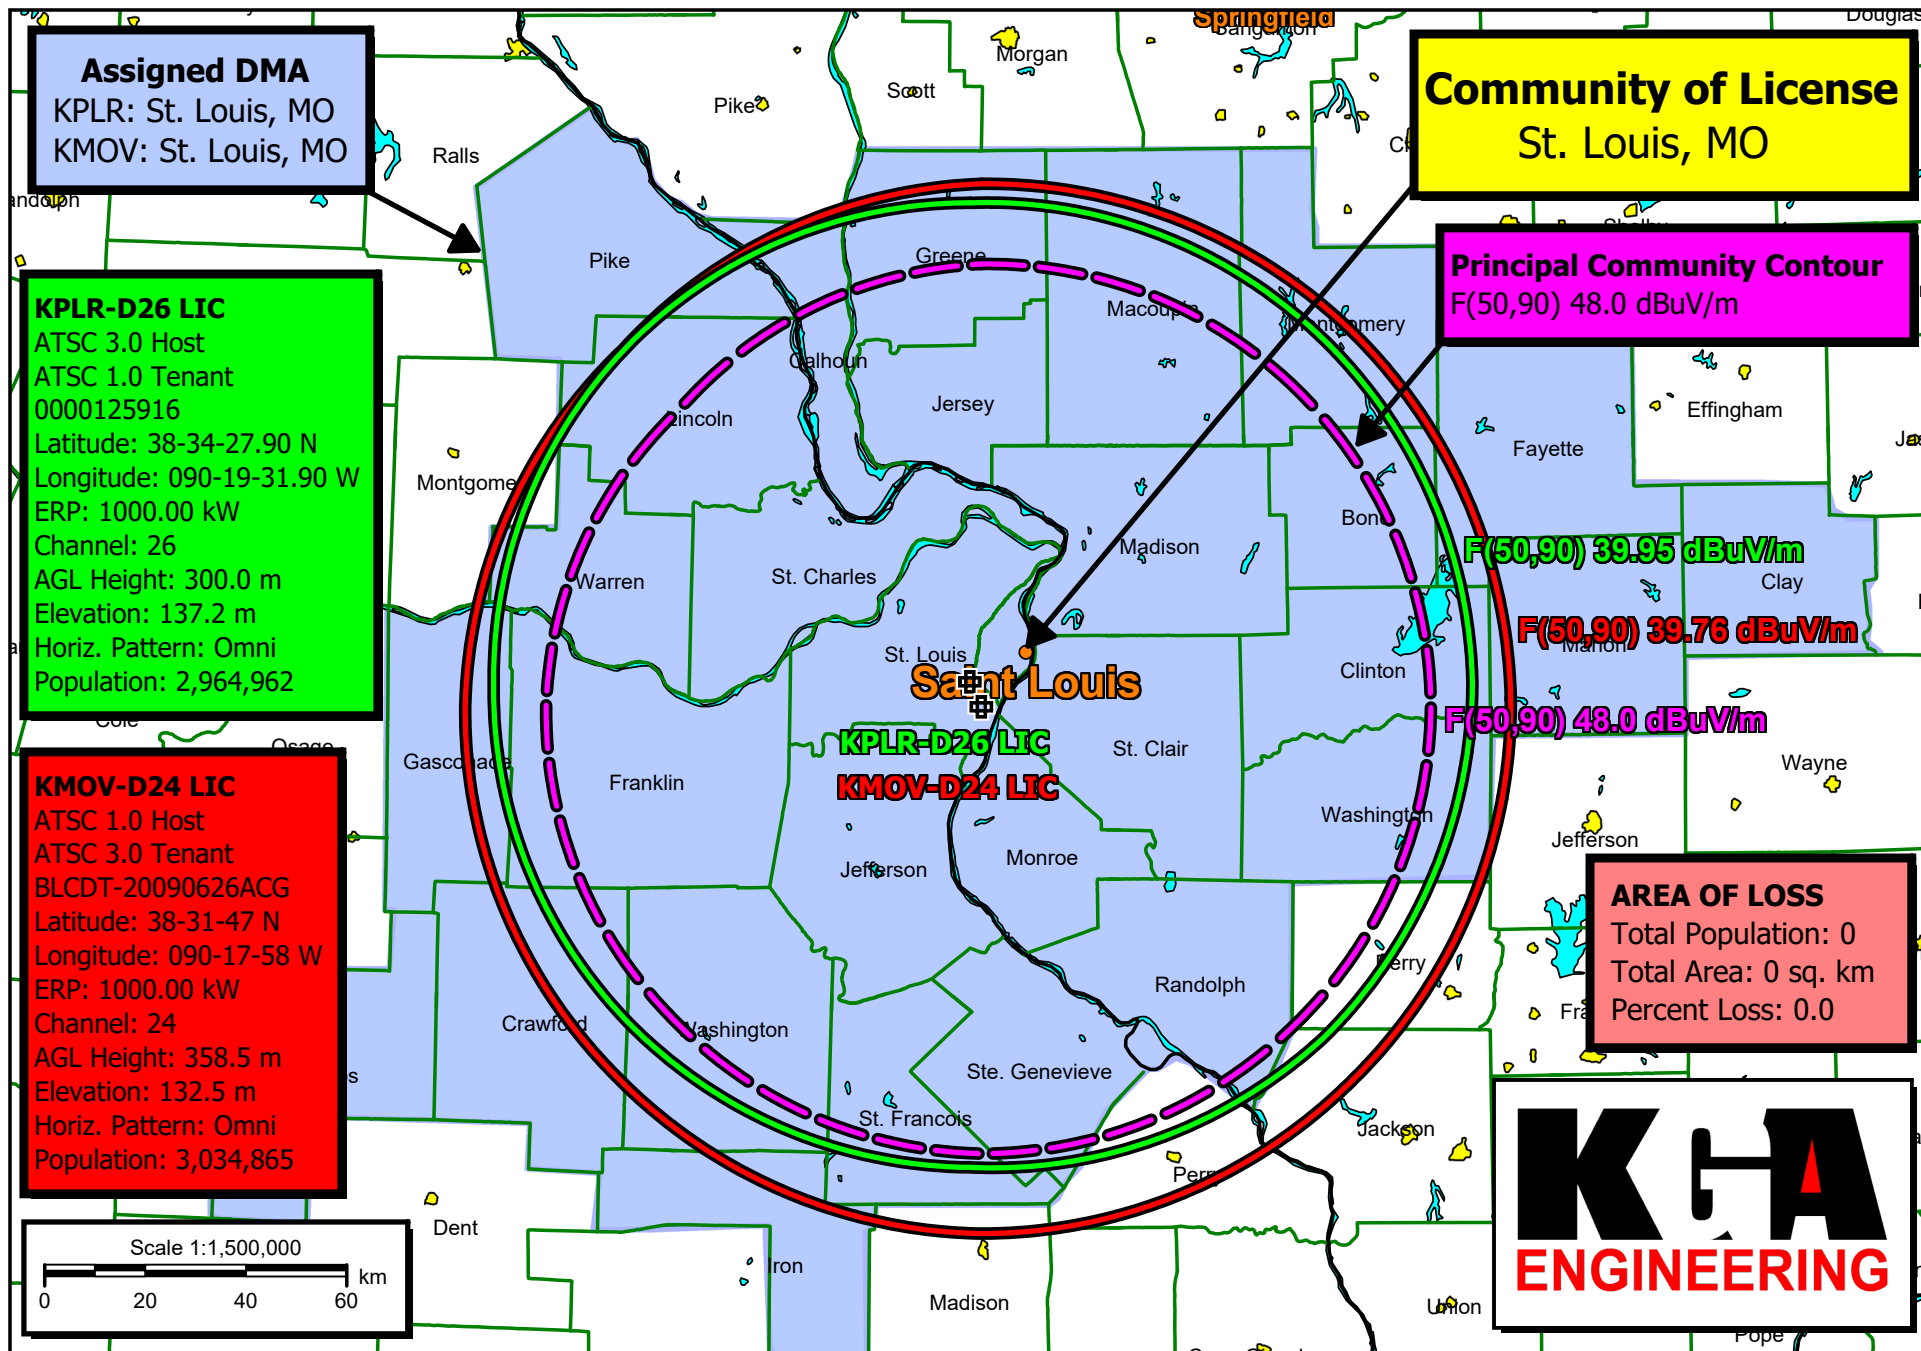 Assigned DMA
KPLR: St. Louis, MO
KMOV: St. Louis, MO
Springfield
Morgan
Scott
Pike
Ralls
Community of License
St. Louis, MO
Principal Community Contour
F(50,90) 48.0 dBuV/m
KPLR-D26 LIC
ATSC 3.0 Host
ATSC 1.0 Tenant
0000125916
Latitude: 38-34-27.90 N
Longitude: 090-19-31.90 W
ERP: 1000.00 kW
Channel: 26
AGL Height: 300.0 m
Elevation: 137.2 m
Horiz. Pattern: Omni
Population: 2,964,962
Pike
Greene
Macoupin
Montgomery
Calhoun
Jersey
Lincoln
Effingham
Fayette
Montgome
Bond
Madison
St. Charles
Warren
F(50,90) 39.95 dBuV/m
Clay
F(50,90) 39.76 dBuV/m
Marion
St. Louis
Saint Louis
Clinton
F(50,90) 48.0 dBuV/m
KPLR-D26 LIC
KMOV-D24 LIC
St. Clair
Wayne
Cole
Osage
Gasconade
Franklin
Washington
Jefferson
Jefferson
Monroe
KMOV-D24 LIC
ATSC 1.0 Host
ATSC 3.0 Tenant
BLCDT-20090626ACG
Latitude: 38-31-47 N
Longitude: 090-17-58 W
ERP: 1000.00 kW
Channel: 24
AGL Height: 358.5 m
Elevation: 132.5 m
Horiz. Pattern: Omni
Population: 3,034,865
AREA OF LOSS
Total Population: 0
Total Area: 0 sq. km
Percent Loss: 0.0
Perry
Randolph
Crawford
Washington
Ste. Genevieve
St. Francois
Jackson
Perry
Dent
Iron
Madison
Union
Pope
Scale 1:1,500,000
0 20 40 60 km
KGA
ENGINEERING